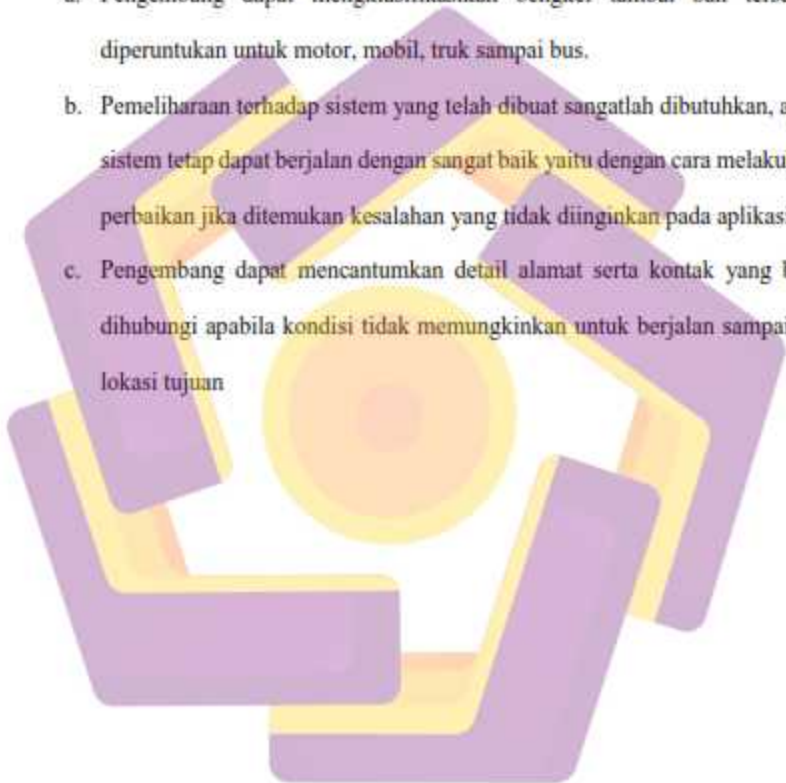 diperuntukan untuk motor, mobil, truk sampai bus.
b. Pemeliharaan terhadap sistem yang telah dibuat sangatlah dibutuhkan,
sistem tetap dapat berjalan dengan sangat baik yaitu dengan cara
perbaikan jika ditemukan kesalahan yang tidak diinginkan pada aplikasi
c. Pengembang dapat mencantumkan detail alamat serta kontak yang
dihubungi apabila kondisi tidak memungkinkan untuk berjalan sampai
lokasi tujuan